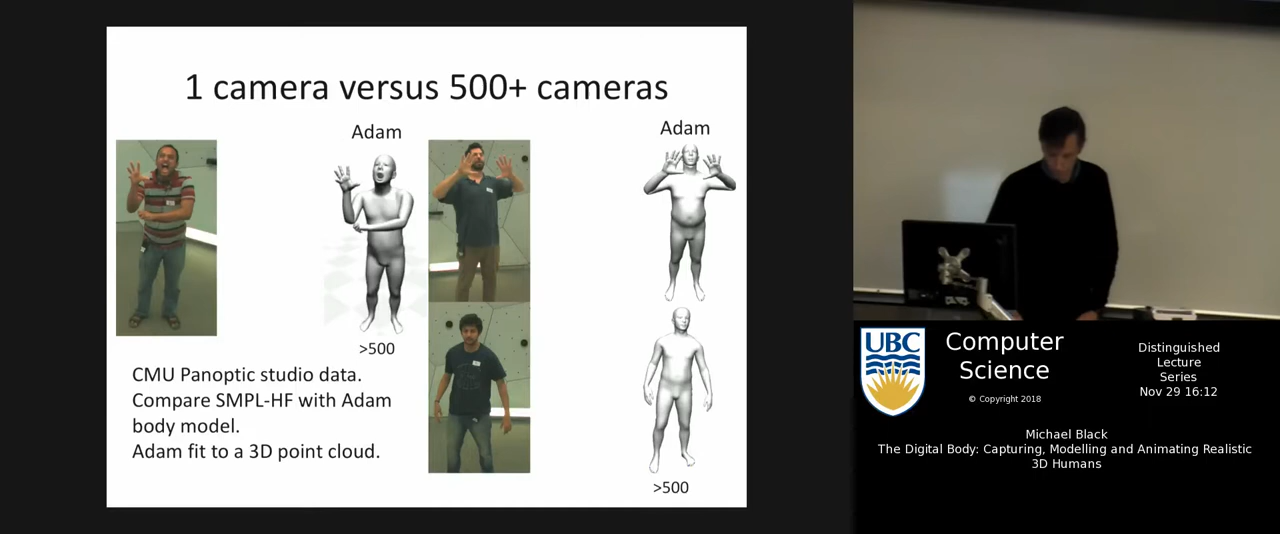 1 camera versus 500+ cameras
Adam
Adam
>500
CMU Panoptic studio data.
Compare SMPL-HF with Adam
body model.
Adam fit to a 3D point cloud.
>500
UBC
Computer
Science
© Copyright 2018
Distinguished
Lecture
Series
Nov 29 16:12
Michael Black
The Digital Body: Capturing, Modelling and Animating Realistic
3D Humans